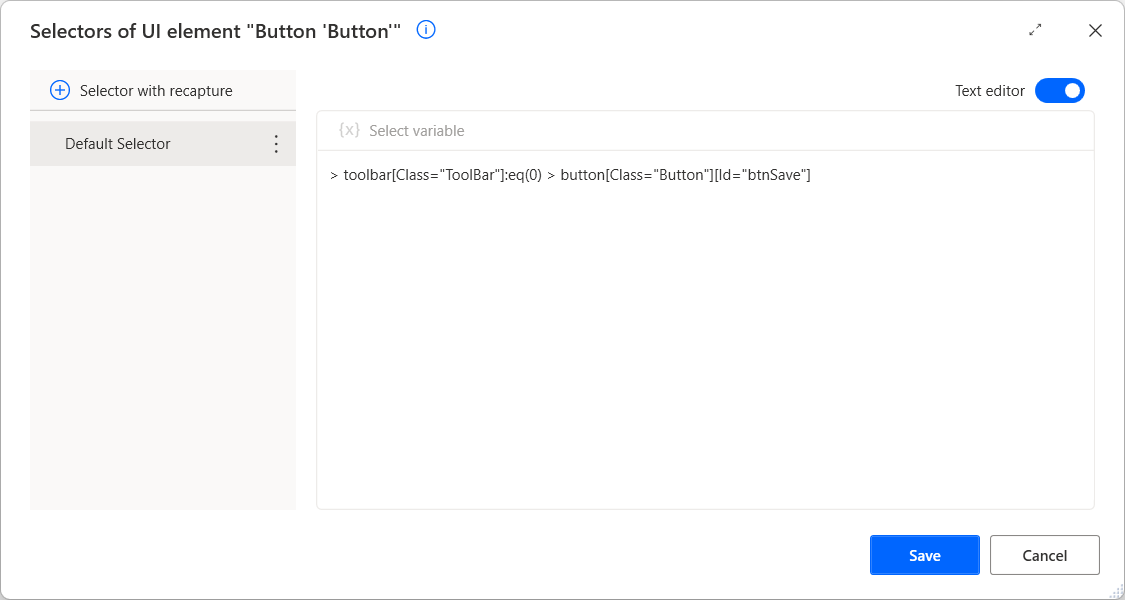 Selectors of UI element "Button 'Button'"
Selector with recapture
Text editor
Default Selector
{x} Select variable
> toolbar[Class="ToolBar"]:eq(0) > button[Class="Button"][Id="btnSave"]
Save
Cancel